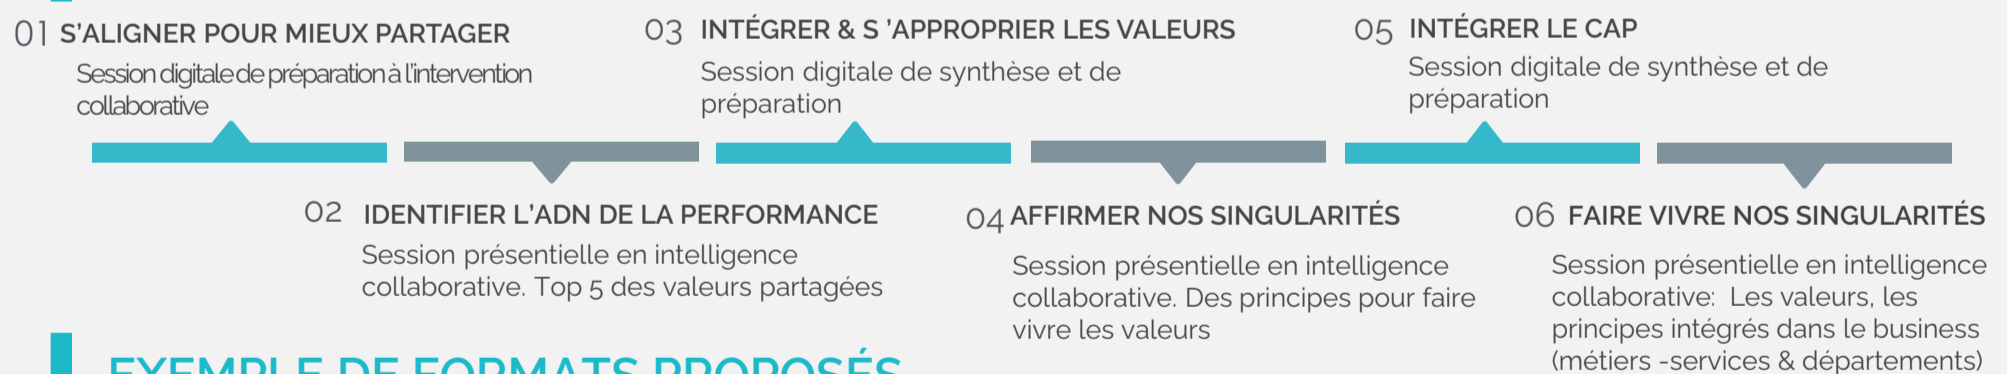 01 S’ALIGNER POUR MIEUX PARTAGER
Session digitale de préparation à l'intervention
collaborative
02 IDENTIFIER L’ADN DE LA PERFORMANCE
Session présentielle en intelligence
collaborative. Top 5 des valeurs partagées
03 INTÉGRER & S ’APPROPRIER LES VALEURS
Session digitale de synthèse et de
préparation
04 AFFIRMER NOS SINGULARITÉS
Session présentielle en intelligence
collaborative. Des principes pour faire
vivre les valeurs
05 INTÉGRER LE CAP
Session digitale de synthèse et de
préparation
06 FAIRE VIVRE NOS SINGULARITÉS
Session présentielle en intelligence
collaborative: Les valeurs, les
principes intégrés dans le business
(métiers -services & départements)
EXEMPLE DE FORMATS PROPOSÉS